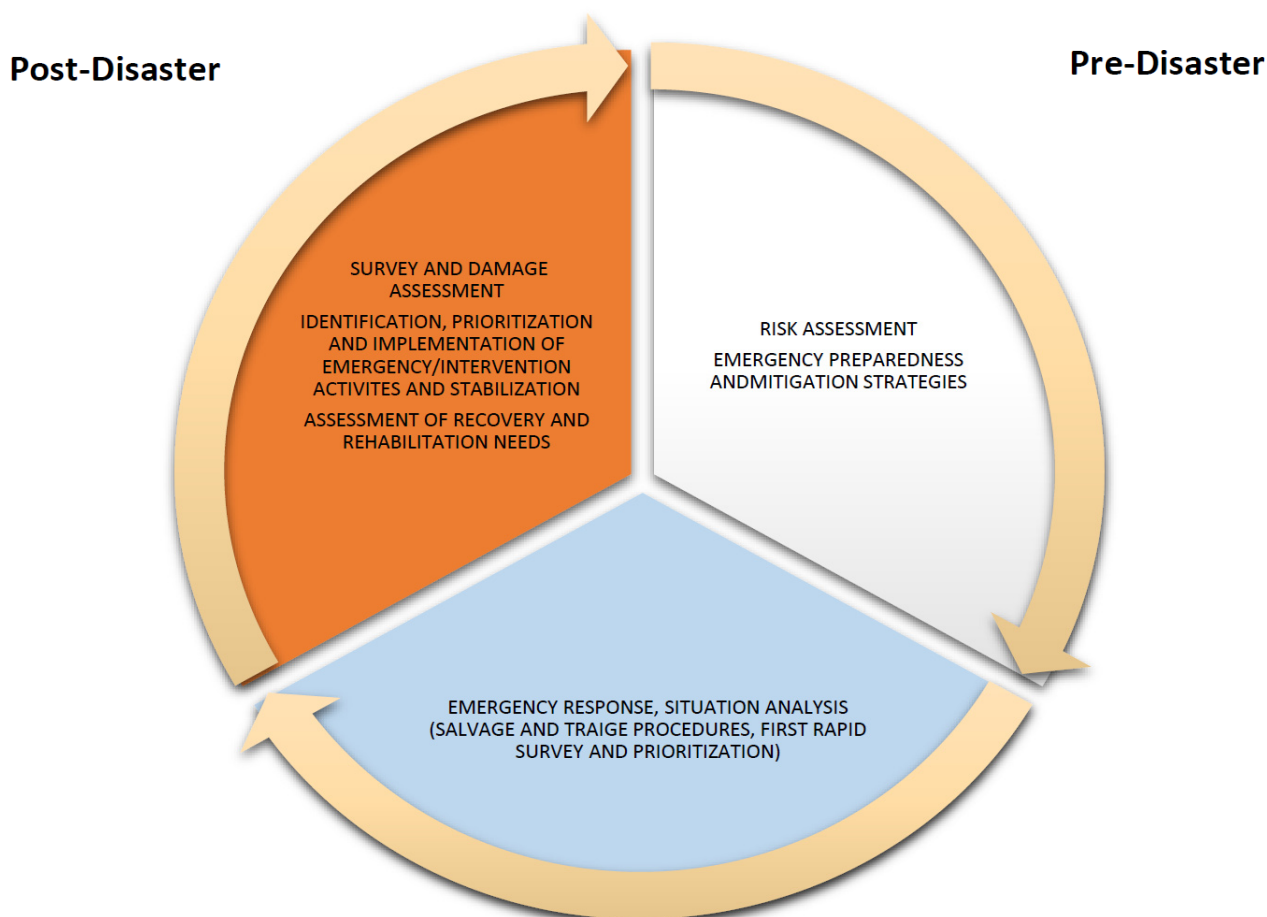 Post-Disaster
Pre-Disaster
SURVEY AND DAMAGE
ASSESSMENT
IDENTIFICATION, PRIORITIZATION
AND IMPLEMENTATION OF
EMERGENCY/INTERVENTION
ACTIVITES AND STABILIZATION
ASSESSMENT OF RECOVERY AND
REHABILITATION NEEDS
RISK ASSESSMENT
EMERGENCY PREPAREDNESS
ANDMITIGATION STRATEGIES
EMERGENCY RESPONSE, SITUATION ANALYSIS
(SALVAGE AND TRAIGE PROCEDURES, FIRST RAPID
SURVEY AND PRIORITIZATION)